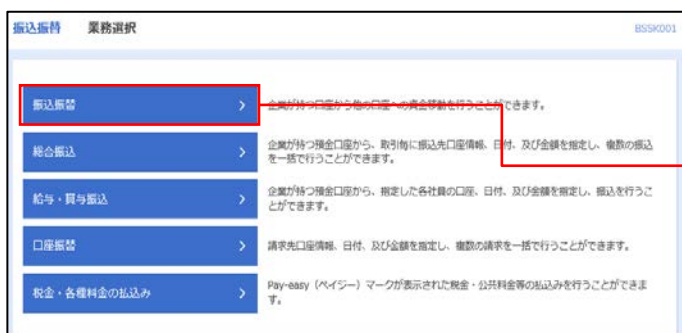 振込振替 業務選択 BSSK001
振込振替 >
企業が持つ口座から他の口座への資金移動を行うことができます。
総合振込 >
企業が持つ預金口座から、取引毎に振込先口座情報、日付、及び金額を指定し、複数の振込
を一括で行うことができます。
給与・賞与振込 >
企業が持つ預金口座から、指定した各社員の口座、日付、及び金額を指定し、振込を行うこ
とができます。
口座振替 >
請求先口座情報、日付、及び金額を指定し、複数の請求を一括で行うことができます。
税金・各種料金の払込み >
Pay-easy（ペイジー）マークが表示された税金・公共料金等の払込みを行うことができま
す。